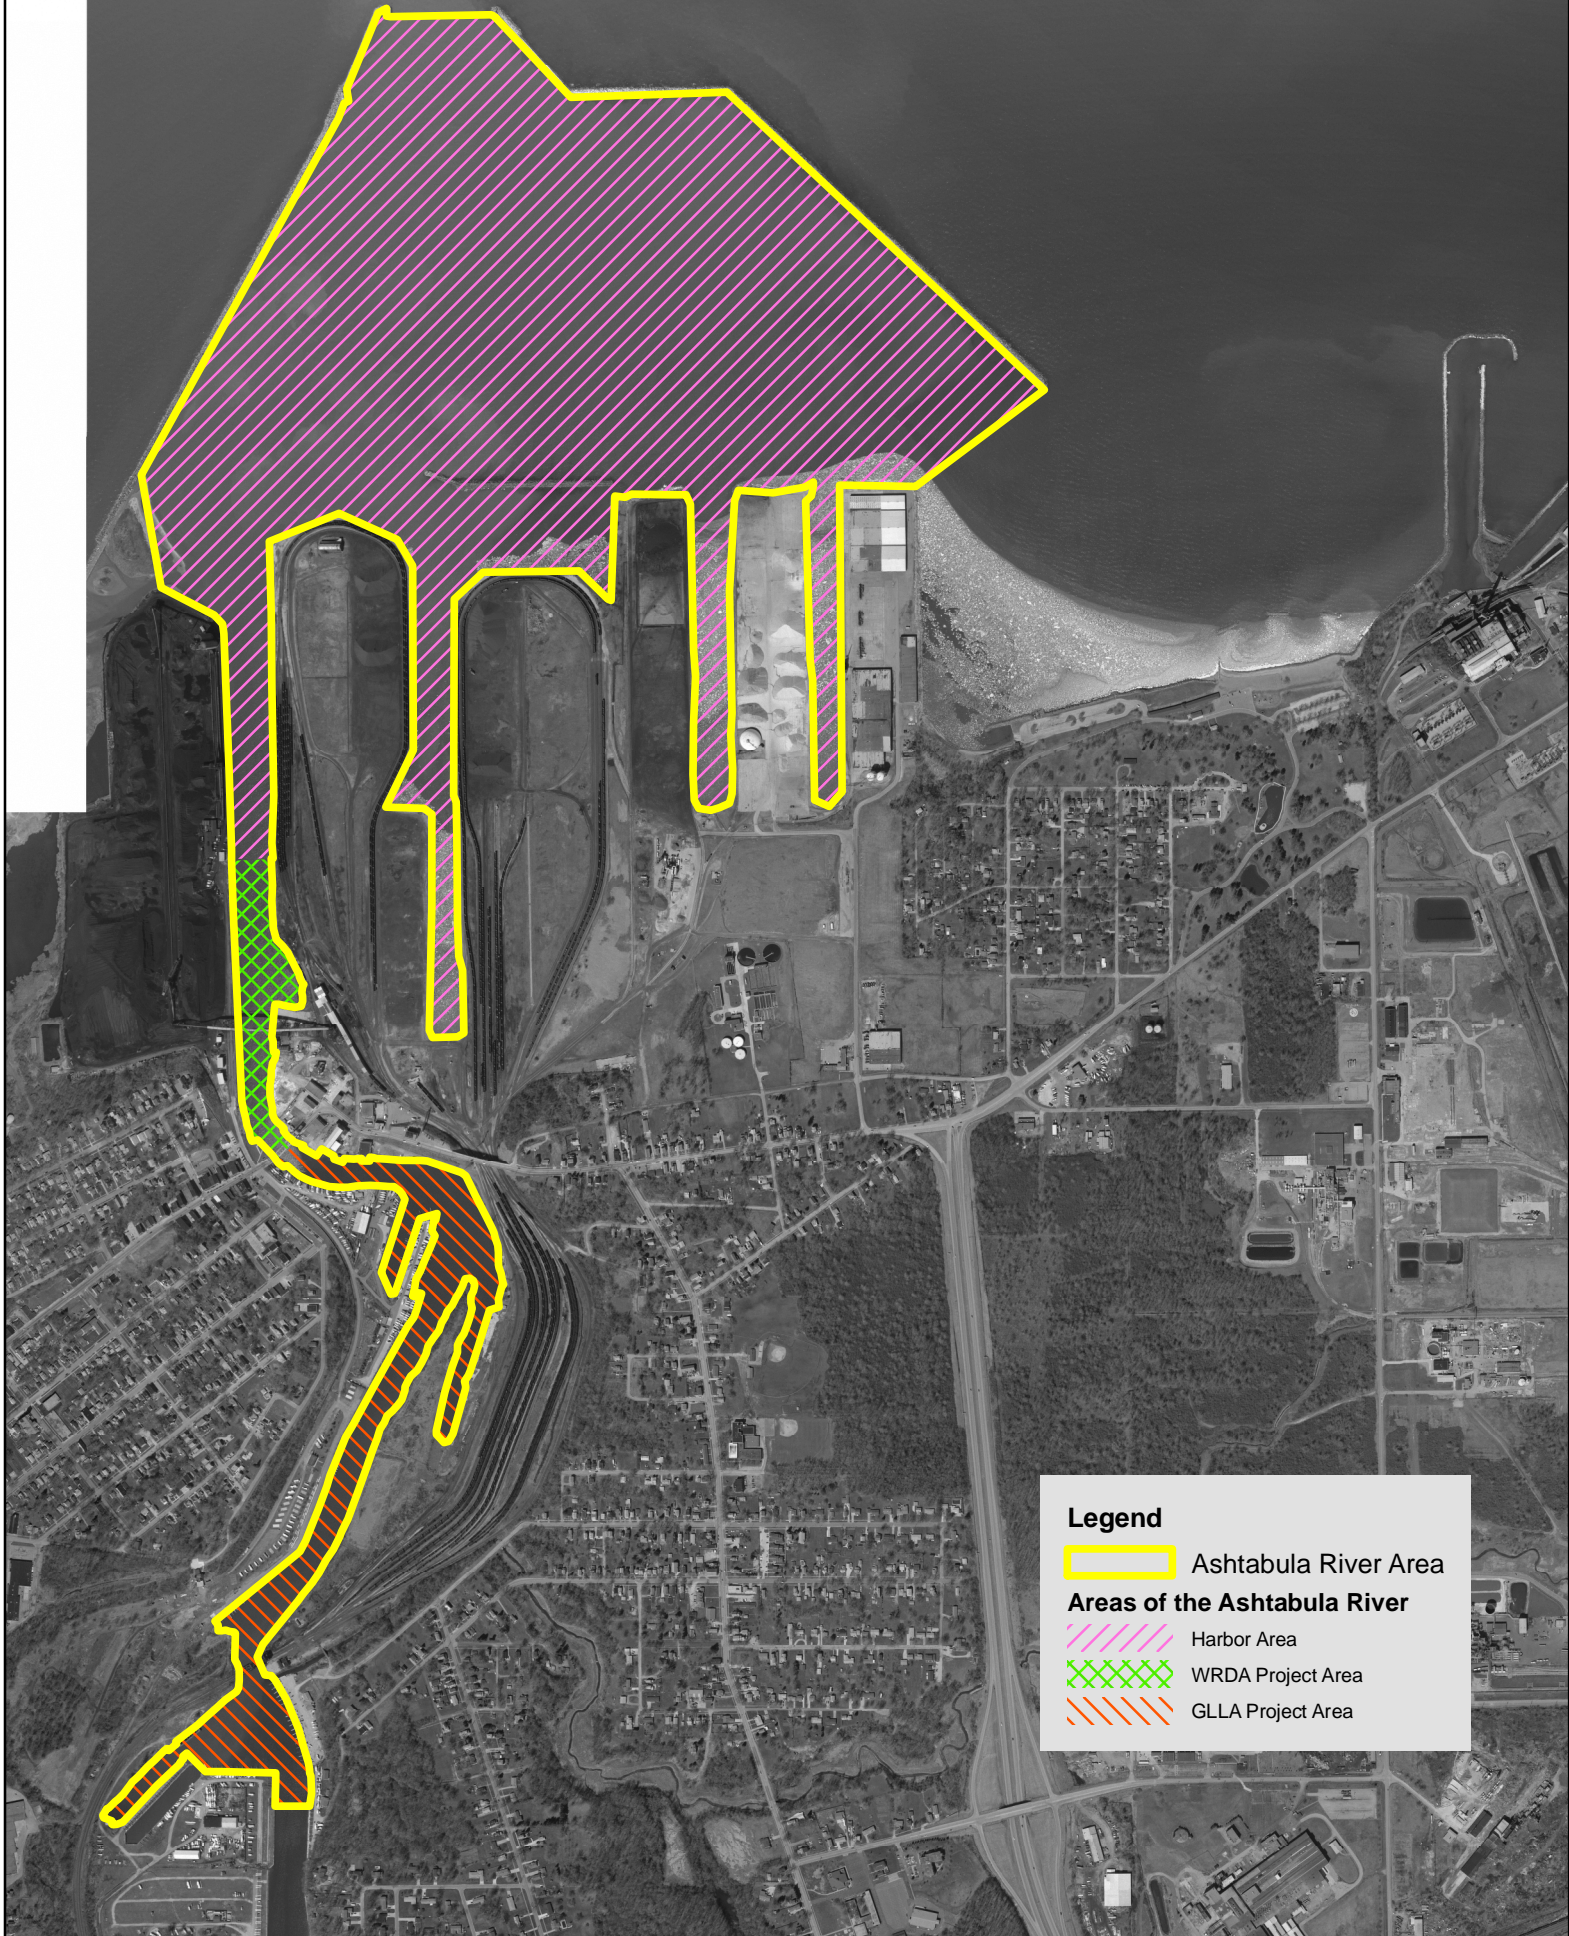 Legend
Ashtabula River Area
Areas of the Ashtabula River
Harbor Area
WRDA Project Area
GLLA Project Area